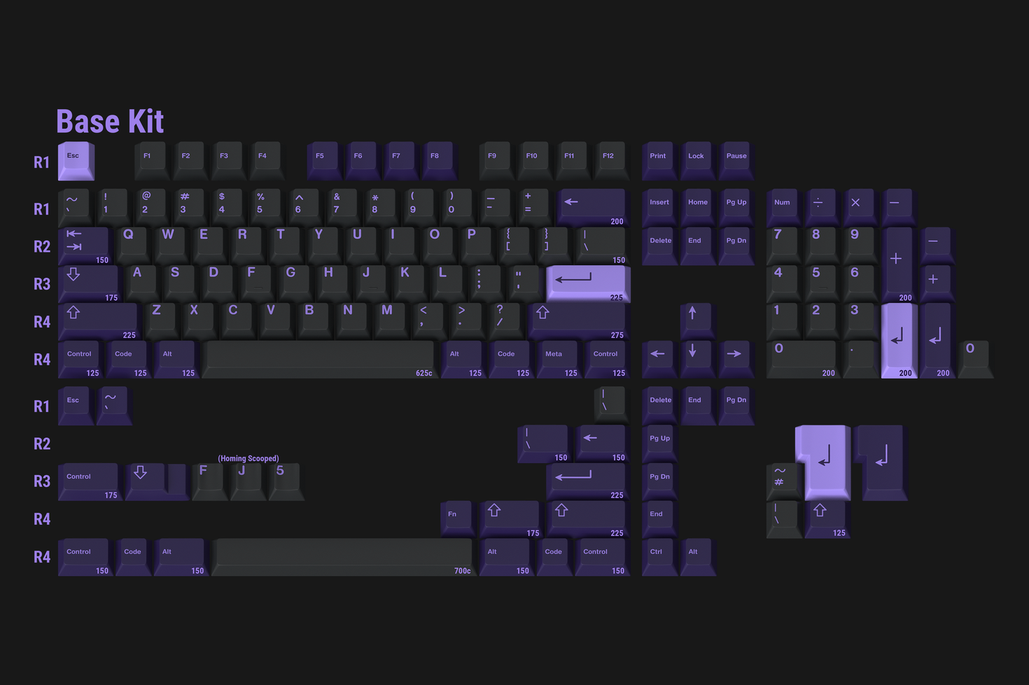 Base Kit
R1 Esc F1 F2 F3 F4 F5 F6 F7 F8 F9 F10 F11 F12 Print Lock Pause
R1 ~ ` ! 1 @ 2 # 3 $ 4 % 5 ^ 6 & 7 * 8 ( 9 ) 0 — - + = ← 200 Insert Home Pg Up Num ÷ × −
R2 ⇤ ⇥ 150 Q W E R T Y U I O P { [ } ] | \ 150 Delete End Pg Dn 7 8 9 + 200 −
R3 ⇩ 175 A S D F G H J K L : ; " ' ⟵ 225 4 5 6 +
R4 ⇧ 225 Z X C V B N M < , > . ? / ⇧ 275 ↑ 1 2 3 ↵ 200 ↵ 200
R4 Control 125 Code 125 Alt 125 625c Alt 125 Code 125 Meta 125 Control 125 ← ↓ → 0 200 . 0
R1 Esc ~ ` | \ Delete End Pg Dn
R2 | \ 150 ← 150 Pg Up ↵ ↵
(Homing Scooped)
R3 Control 175 ⇩ F J 5 ⟵ 225 Pg Dn ~ #
R4 Fn ⇧ 175 ⇧ 225 End | \ ⇧ 125
R4 Control 150 Code Alt 150 700c Alt 150 Code Control 150 Ctrl Alt